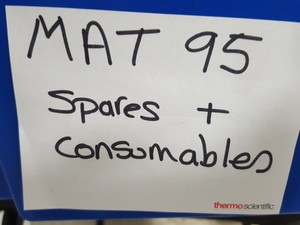 MAT 95
Spares +
Consumables
thermo scientific